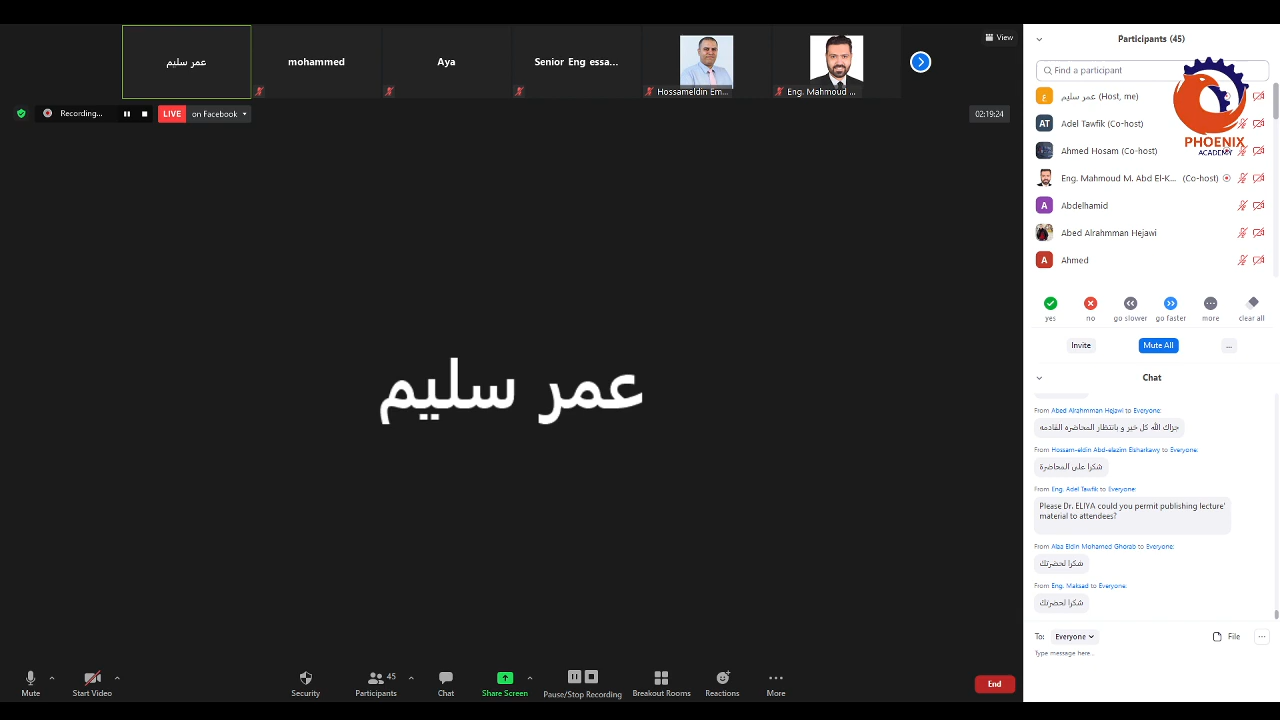 عمر سليم
mohammed
Aya
Senior Eng essa...
Hossameldin Em...
Eng. Mahmoud ...
View
Recording...
LIVE
on Facebook
02:19:24
عمر سليم
Participants (45)
Find a participant
ع
عمر سليم (Host, me)
AT
Adel Tawfik (Co-host)
Ahmed Hosam (Co-host)
Eng. Mahmoud M. Abd El-K... (Co-host)
A
Abdelhamid
Abed Alrahmman Hejawi
A
Ahmed
PHOENIX
ACADEMY
yes
no
go slower
go faster
more
clear all
Invite
Mute All
...
Chat
From Abed Alrahmman Hejawi to Everyone:
جزاك الله كل خير و بانتظار المحاضره القادمه
From Hossam-eldin Abd-elazim Elsharkawy to Everyone:
شكرا على المحاضرة
From Eng. Adel Tawfik to Everyone:
Please Dr. ELIYA could you permit publishing lecture'
material to attendees?
From Alaa Eldin Mohamed Ghorab to Everyone:
شكرا لحضرتك
From Eng. Maksad to Everyone:
شكرا لحضرتك
To: Everyone
File
Type message here...
Mute
Start Video
Security
45
Participants
Chat
Share Screen
Pause/Stop Recording
Breakout Rooms
Reactions
More
End